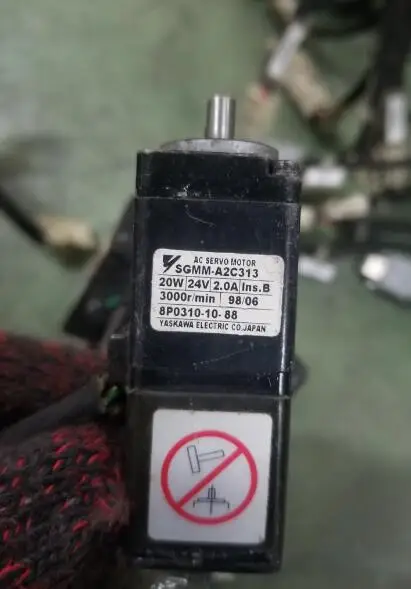 AC SERVO MOTOR
SGMM-A2C313
20W 24V 2.0A Ins.B
3000r/min 98/06
8P0310-10-88
YASKAWA ELECTRIC CO.JAPAN